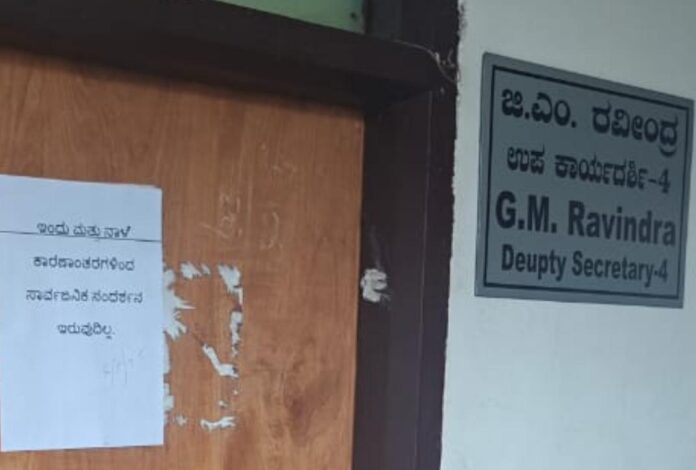 ಇಂದು ಮತ್ತು ನಾಳೆ
ಕಾರಣಾಂತರಗಳಿಂದ
ಸಾರ್ವಜನಿಕ ಸಂದರ್ಶನ
ಇರುವುದಿಲ್ಲ.
ಜಿ.ಎಂ. ರವೀಂದ್ರ
ಉಪ ಕಾರ್ಯದರ್ಶಿ-4
G.M. Ravindra
Deupty Secretary-4